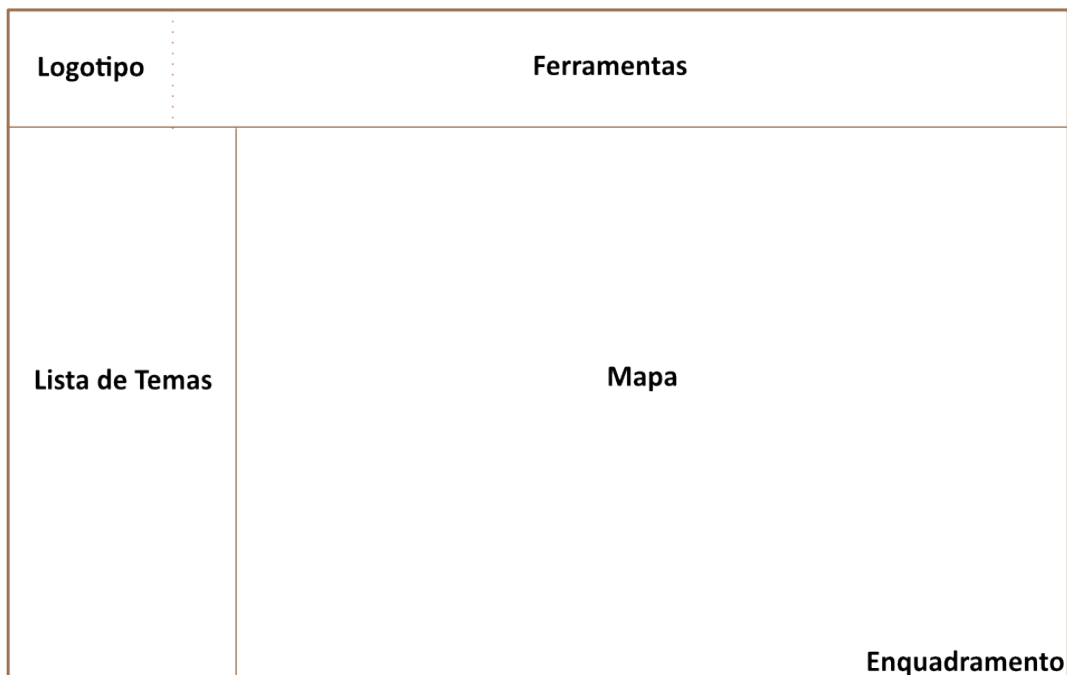 Logotipo
Ferramentas
Lista de Temas
Mapa
Enquadramento